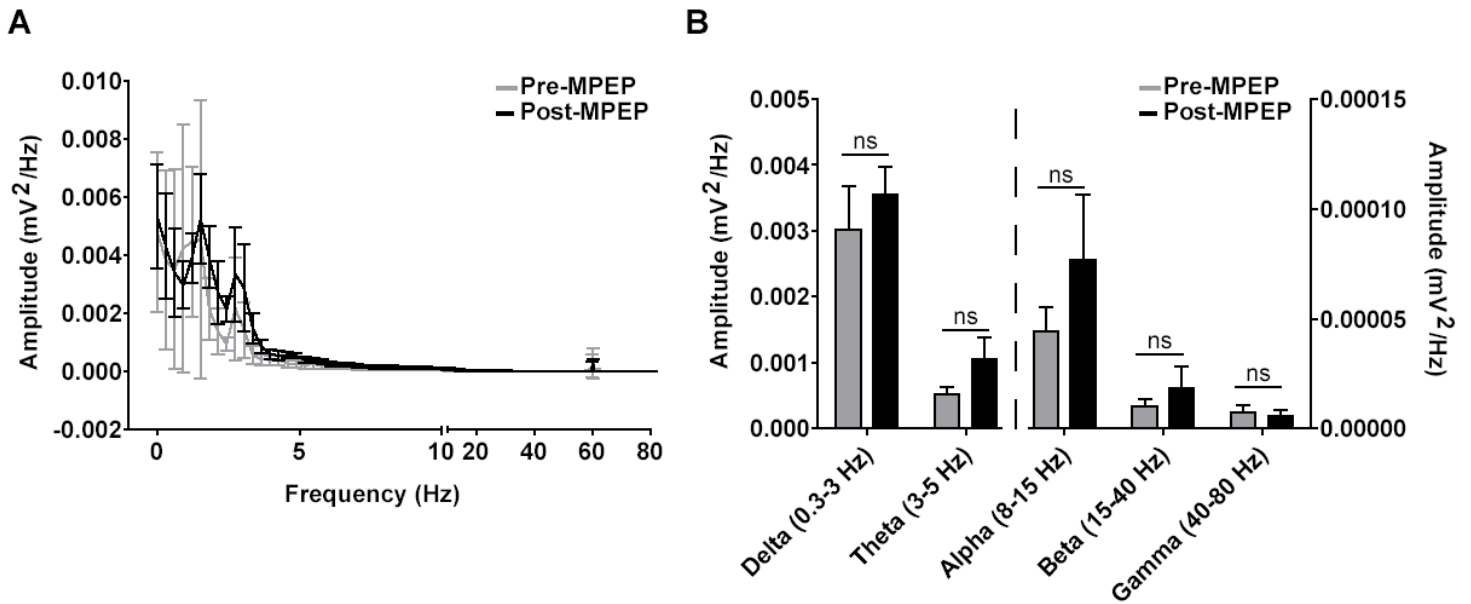 A
0.010
0.008
0.006
0.004
0.002
0.000
-0.002
Amplitude (mV²/Hz)
0
5
10
20
40
60
80
Frequency (Hz)
Pre-MPEP
Post-MPEP
B
Pre-MPEP
Post-MPEP
0.005
0.004
0.003
0.002
0.001
0.000
Amplitude (mV²/Hz)
ns
ns
ns
ns
ns
0.00015
0.00010
0.00005
0.00000
Amplitude (mV²/Hz)
Delta (0.3-3 Hz)
Theta (3-5 Hz)
Alpha (8-15 Hz)
Beta (15-40 Hz)
Gamma (40-80 Hz)